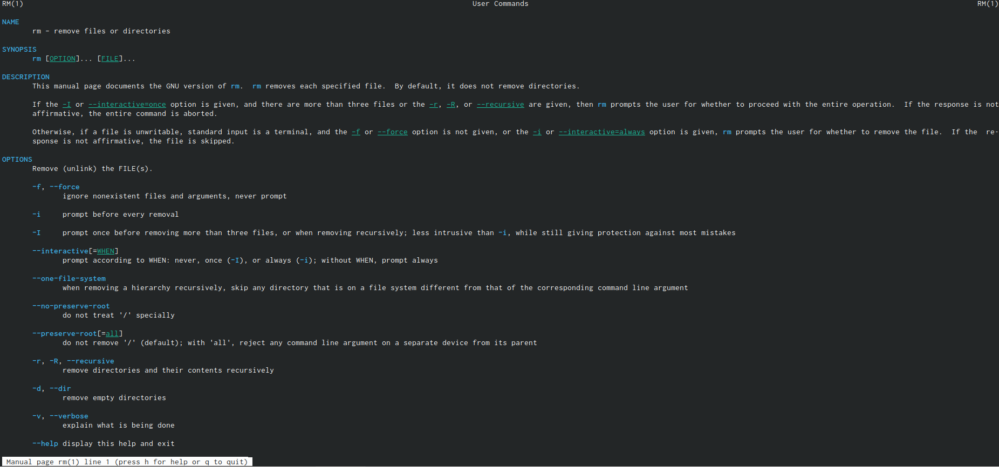 RM(1) User Commands RM(1)
NAME
rm - remove files or directories
SYNOPSIS
rm [OPTION]... [FILE]...
DESCRIPTION
This manual page documents the GNU version of rm. rm removes each specified file. By default, it does not remove directories.
If the -I or --interactive=once option is given, and there are more than three files or the -r, -R, or --recursive are given, then rm prompts the user for whether to proceed with the entire operation. If the response is not
affirmative, the entire command is aborted.
Otherwise, if a file is unwritable, standard input is a terminal, and the -f or --force option is not given, or the -i or --interactive=always option is given, rm prompts the user for whether to remove the file. If the re-
sponse is not affirmative, the file is skipped.
OPTIONS
Remove (unlink) the FILE(s).
-f, --force
ignore nonexistent files and arguments, never prompt
-i prompt before every removal
-I prompt once before removing more than three files, or when removing recursively; less intrusive than -i, while still giving protection against most mistakes
--interactive[=WHEN]
prompt according to WHEN: never, once (-I), or always (-i); without WHEN, prompt always
--one-file-system
when removing a hierarchy recursively, skip any directory that is on a file system different from that of the corresponding command line argument
--no-preserve-root
do not treat '/' specially
--preserve-root[=all]
do not remove '/' (default); with 'all', reject any command line argument on a separate device from its parent
-r, -R, --recursive
remove directories and their contents recursively
-d, --dir
remove empty directories
-v, --verbose
explain what is being done
--help display this help and exit
Manual page rm(1) line 1 (press h for help or q to quit)